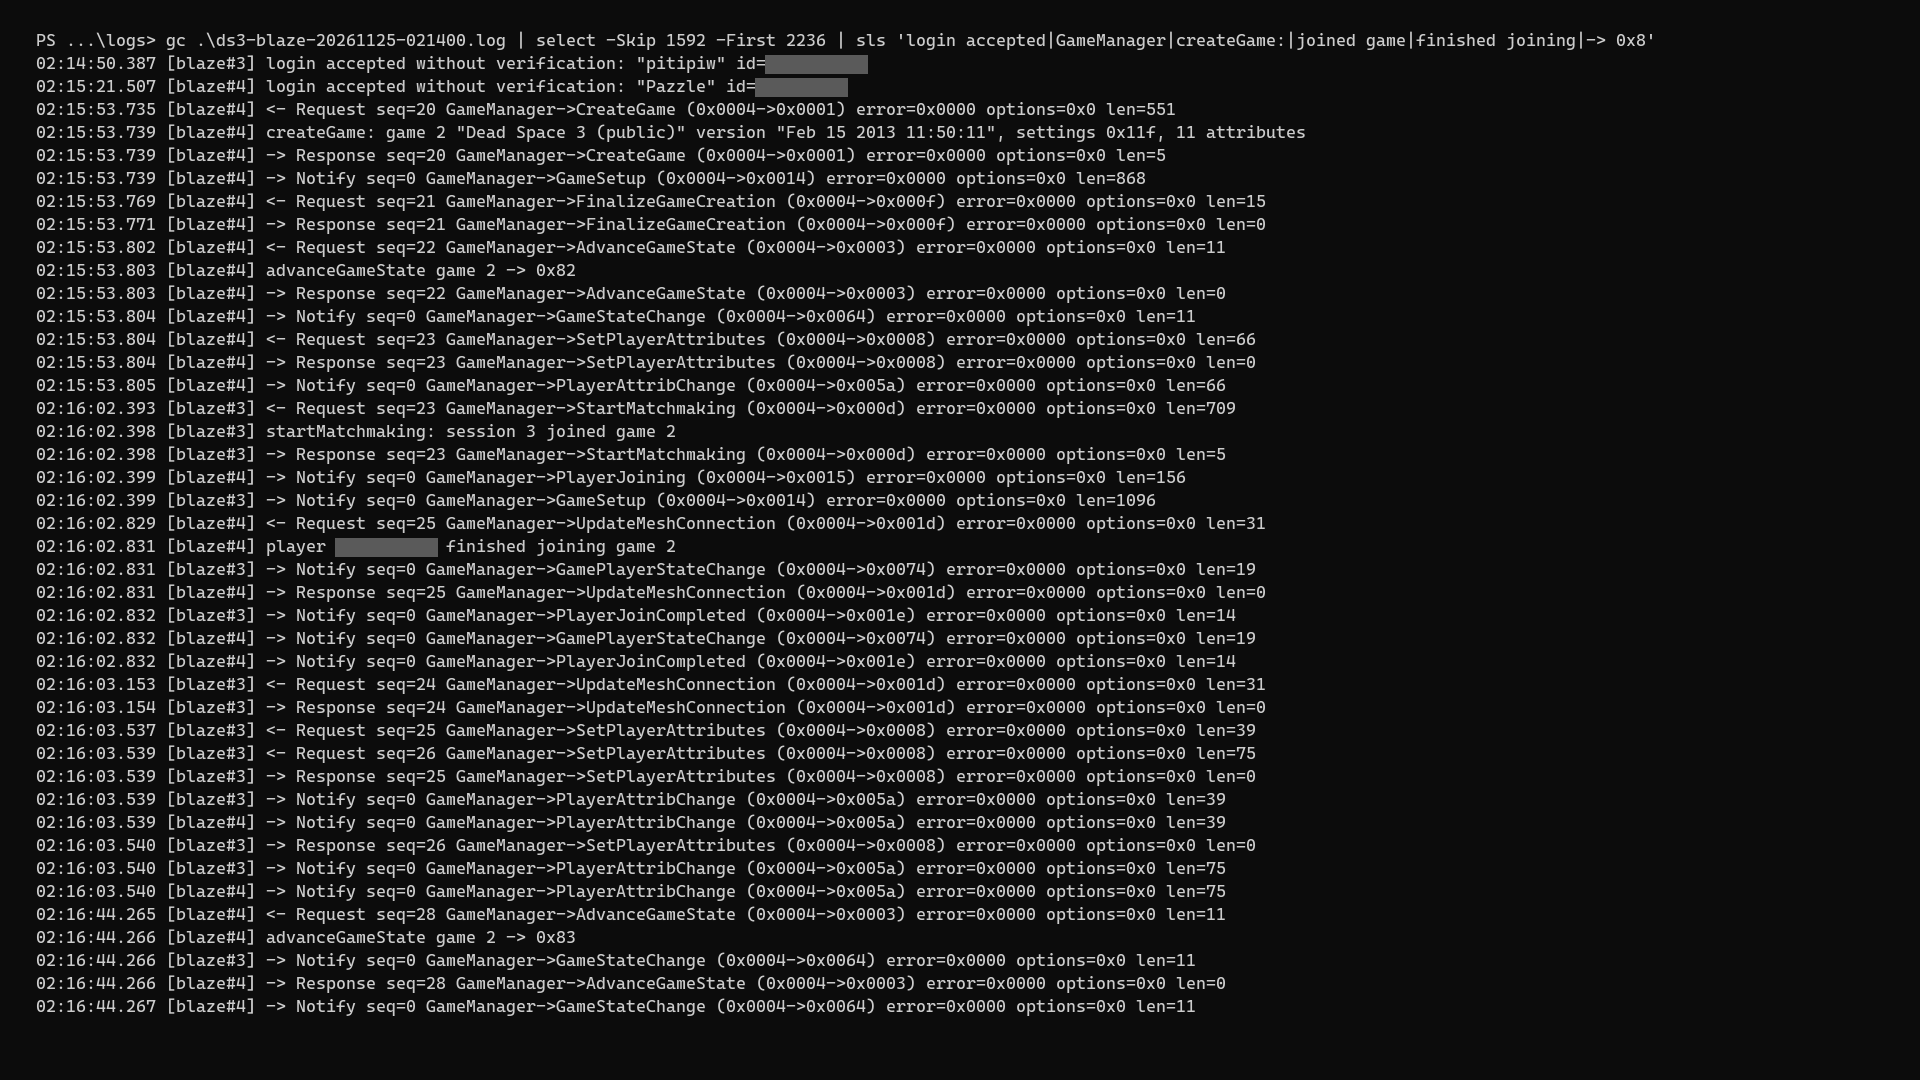 PS ...\logs> gc .\ds3-blaze-20261125-021400.log | select -Skip 1592 -First 2236 | sls 'login accepted|GameManager|createGame:|joined game|finished joining|-> 0x8'
02:14:50.387 [blaze#3] login accepted without verification: "pitipiw" id=
02:15:21.507 [blaze#4] login accepted without verification: "Pazzle" id=
02:15:53.735 [blaze#4] <- Request seq=20 GameManager->CreateGame (0x0004->0x0001) error=0x0000 options=0x0 len=551
02:15:53.739 [blaze#4] createGame: game 2 "Dead Space 3 (public)" version "Feb 15 2013 11:50:11", settings 0x11f, 11 attributes
02:15:53.739 [blaze#4] -> Response seq=20 GameManager->CreateGame (0x0004->0x0001) error=0x0000 options=0x0 len=5
02:15:53.739 [blaze#4] -> Notify seq=0 GameManager->GameSetup (0x0004->0x0014) error=0x0000 options=0x0 len=868
02:15:53.769 [blaze#4] <- Request seq=21 GameManager->FinalizeGameCreation (0x0004->0x000f) error=0x0000 options=0x0 len=15
02:15:53.771 [blaze#4] -> Response seq=21 GameManager->FinalizeGameCreation (0x0004->0x000f) error=0x0000 options=0x0 len=0
02:15:53.802 [blaze#4] <- Request seq=22 GameManager->AdvanceGameState (0x0004->0x0003) error=0x0000 options=0x0 len=11
02:15:53.803 [blaze#4] advanceGameState game 2 -> 0x82
02:15:53.803 [blaze#4] -> Response seq=22 GameManager->AdvanceGameState (0x0004->0x0003) error=0x0000 options=0x0 len=0
02:15:53.804 [blaze#4] -> Notify seq=0 GameManager->GameStateChange (0x0004->0x0064) error=0x0000 options=0x0 len=11
02:15:53.804 [blaze#4] <- Request seq=23 GameManager->SetPlayerAttributes (0x0004->0x0008) error=0x0000 options=0x0 len=66
02:15:53.804 [blaze#4] -> Response seq=23 GameManager->SetPlayerAttributes (0x0004->0x0008) error=0x0000 options=0x0 len=0
02:15:53.805 [blaze#4] -> Notify seq=0 GameManager->PlayerAttribChange (0x0004->0x005a) error=0x0000 options=0x0 len=66
02:16:02.393 [blaze#3] <- Request seq=23 GameManager->StartMatchmaking (0x0004->0x000d) error=0x0000 options=0x0 len=709
02:16:02.398 [blaze#3] startMatchmaking: session 3 joined game 2
02:16:02.398 [blaze#3] -> Response seq=23 GameManager->StartMatchmaking (0x0004->0x000d) error=0x0000 options=0x0 len=5
02:16:02.399 [blaze#4] -> Notify seq=0 GameManager->PlayerJoining (0x0004->0x0015) error=0x0000 options=0x0 len=156
02:16:02.399 [blaze#3] -> Notify seq=0 GameManager->GameSetup (0x0004->0x0014) error=0x0000 options=0x0 len=1096
02:16:02.829 [blaze#4] <- Request seq=25 GameManager->UpdateMeshConnection (0x0004->0x001d) error=0x0000 options=0x0 len=31
02:16:02.831 [blaze#4] player finished joining game 2
02:16:02.831 [blaze#3] -> Notify seq=0 GameManager->GamePlayerStateChange (0x0004->0x0074) error=0x0000 options=0x0 len=19
02:16:02.831 [blaze#4] -> Response seq=25 GameManager->UpdateMeshConnection (0x0004->0x001d) error=0x0000 options=0x0 len=0
02:16:02.832 [blaze#3] -> Notify seq=0 GameManager->PlayerJoinCompleted (0x0004->0x001e) error=0x0000 options=0x0 len=14
02:16:02.832 [blaze#4] -> Notify seq=0 GameManager->GamePlayerStateChange (0x0004->0x0074) error=0x0000 options=0x0 len=19
02:16:02.832 [blaze#4] -> Notify seq=0 GameManager->PlayerJoinCompleted (0x0004->0x001e) error=0x0000 options=0x0 len=14
02:16:03.153 [blaze#3] <- Request seq=24 GameManager->UpdateMeshConnection (0x0004->0x001d) error=0x0000 options=0x0 len=31
02:16:03.154 [blaze#3] -> Response seq=24 GameManager->UpdateMeshConnection (0x0004->0x001d) error=0x0000 options=0x0 len=0
02:16:03.537 [blaze#3] <- Request seq=25 GameManager->SetPlayerAttributes (0x0004->0x0008) error=0x0000 options=0x0 len=39
02:16:03.539 [blaze#3] <- Request seq=26 GameManager->SetPlayerAttributes (0x0004->0x0008) error=0x0000 options=0x0 len=75
02:16:03.539 [blaze#3] -> Response seq=25 GameManager->SetPlayerAttributes (0x0004->0x0008) error=0x0000 options=0x0 len=0
02:16:03.539 [blaze#3] -> Notify seq=0 GameManager->PlayerAttribChange (0x0004->0x005a) error=0x0000 options=0x0 len=39
02:16:03.539 [blaze#4] -> Notify seq=0 GameManager->PlayerAttribChange (0x0004->0x005a) error=0x0000 options=0x0 len=39
02:16:03.540 [blaze#3] -> Response seq=26 GameManager->SetPlayerAttributes (0x0004->0x0008) error=0x0000 options=0x0 len=0
02:16:03.540 [blaze#3] -> Notify seq=0 GameManager->PlayerAttribChange (0x0004->0x005a) error=0x0000 options=0x0 len=75
02:16:03.540 [blaze#4] -> Notify seq=0 GameManager->PlayerAttribChange (0x0004->0x005a) error=0x0000 options=0x0 len=75
02:16:44.265 [blaze#4] <- Request seq=28 GameManager->AdvanceGameState (0x0004->0x0003) error=0x0000 options=0x0 len=11
02:16:44.266 [blaze#4] advanceGameState game 2 -> 0x83
02:16:44.266 [blaze#3] -> Notify seq=0 GameManager->GameStateChange (0x0004->0x0064) error=0x0000 options=0x0 len=11
02:16:44.266 [blaze#4] -> Response seq=28 GameManager->AdvanceGameState (0x0004->0x0003) error=0x0000 options=0x0 len=0
02:16:44.267 [blaze#4] -> Notify seq=0 GameManager->GameStateChange (0x0004->0x0064) error=0x0000 options=0x0 len=11